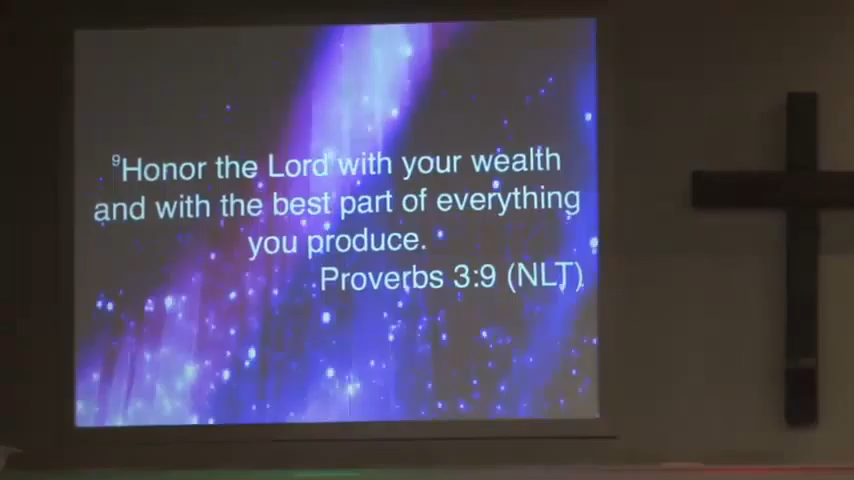 ⁹Honor the Lord with your wealth
and with the best part of everything
you produce.
Proverbs 3:9 (NLT)